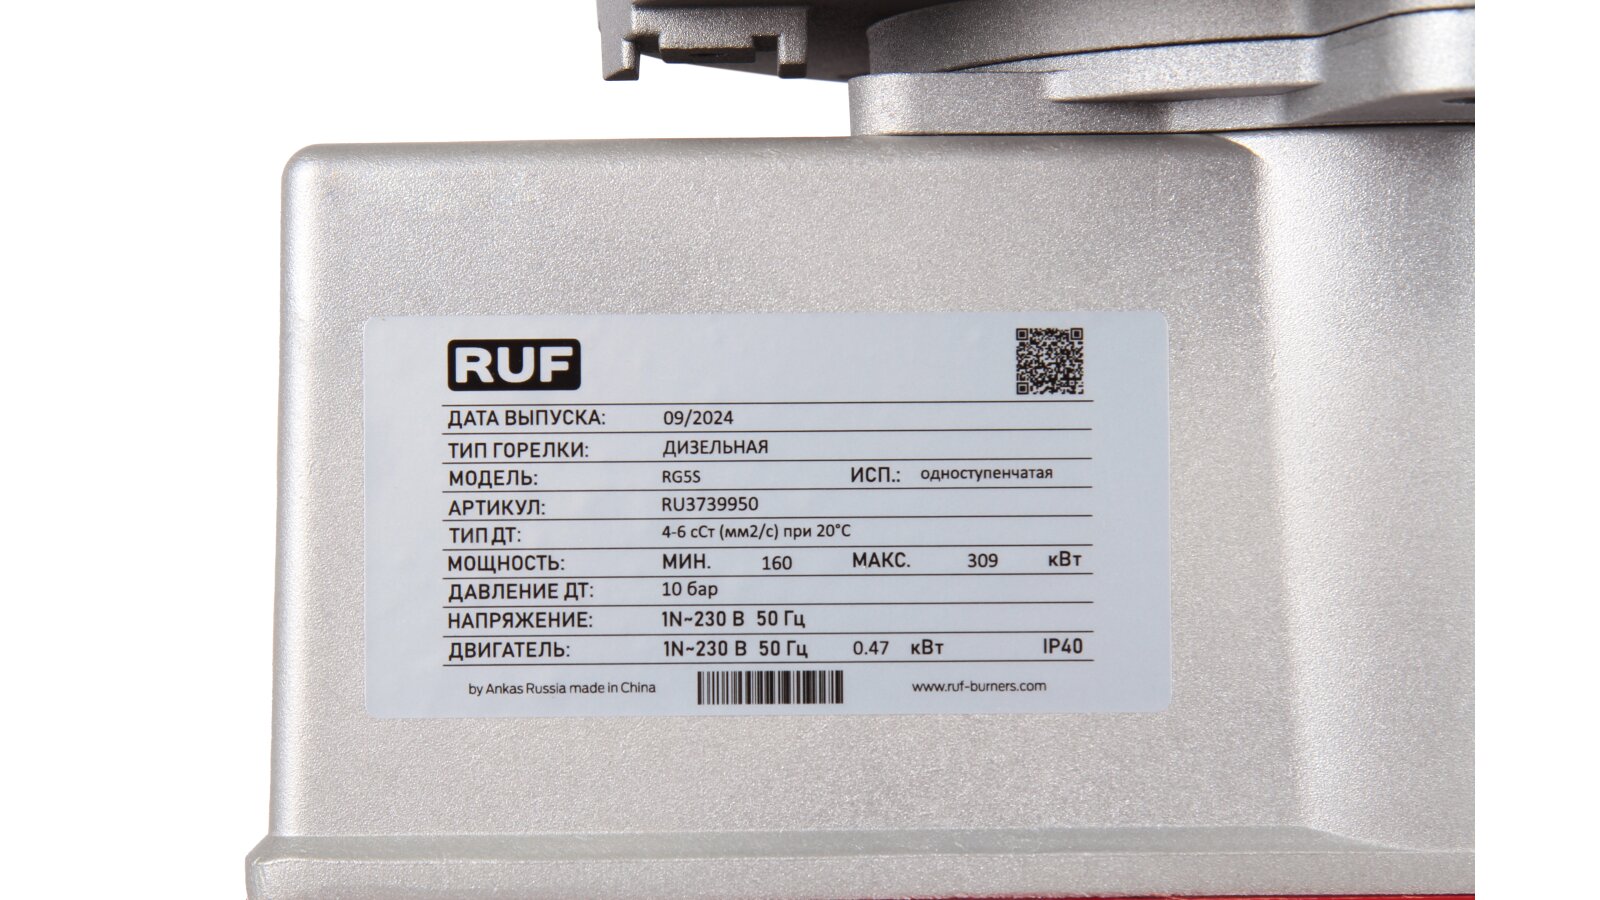 RUF
ДАТА ВЫПУСКА: 09/2024
ТИП ГОРЕЛКИ: ДИЗЕЛЬНАЯ
МОДЕЛЬ: RG5S ИСП.: одноступенчатая
АРТИКУЛ: RU3739950
ТИП ДТ: 4-6 сСт (мм2/с) при 20°С
МОЩНОСТЬ: МИН. 160 МАКС. 309 кВт
ДАВЛЕНИЕ ДТ: 10 бар
НАПРЯЖЕНИЕ: 1N~230 В 50 Гц
ДВИГАТЕЛЬ: 1N~230 В 50 Гц 0.47 кВт IP40
by Ankas Russia made in China www.ruf-burners.com